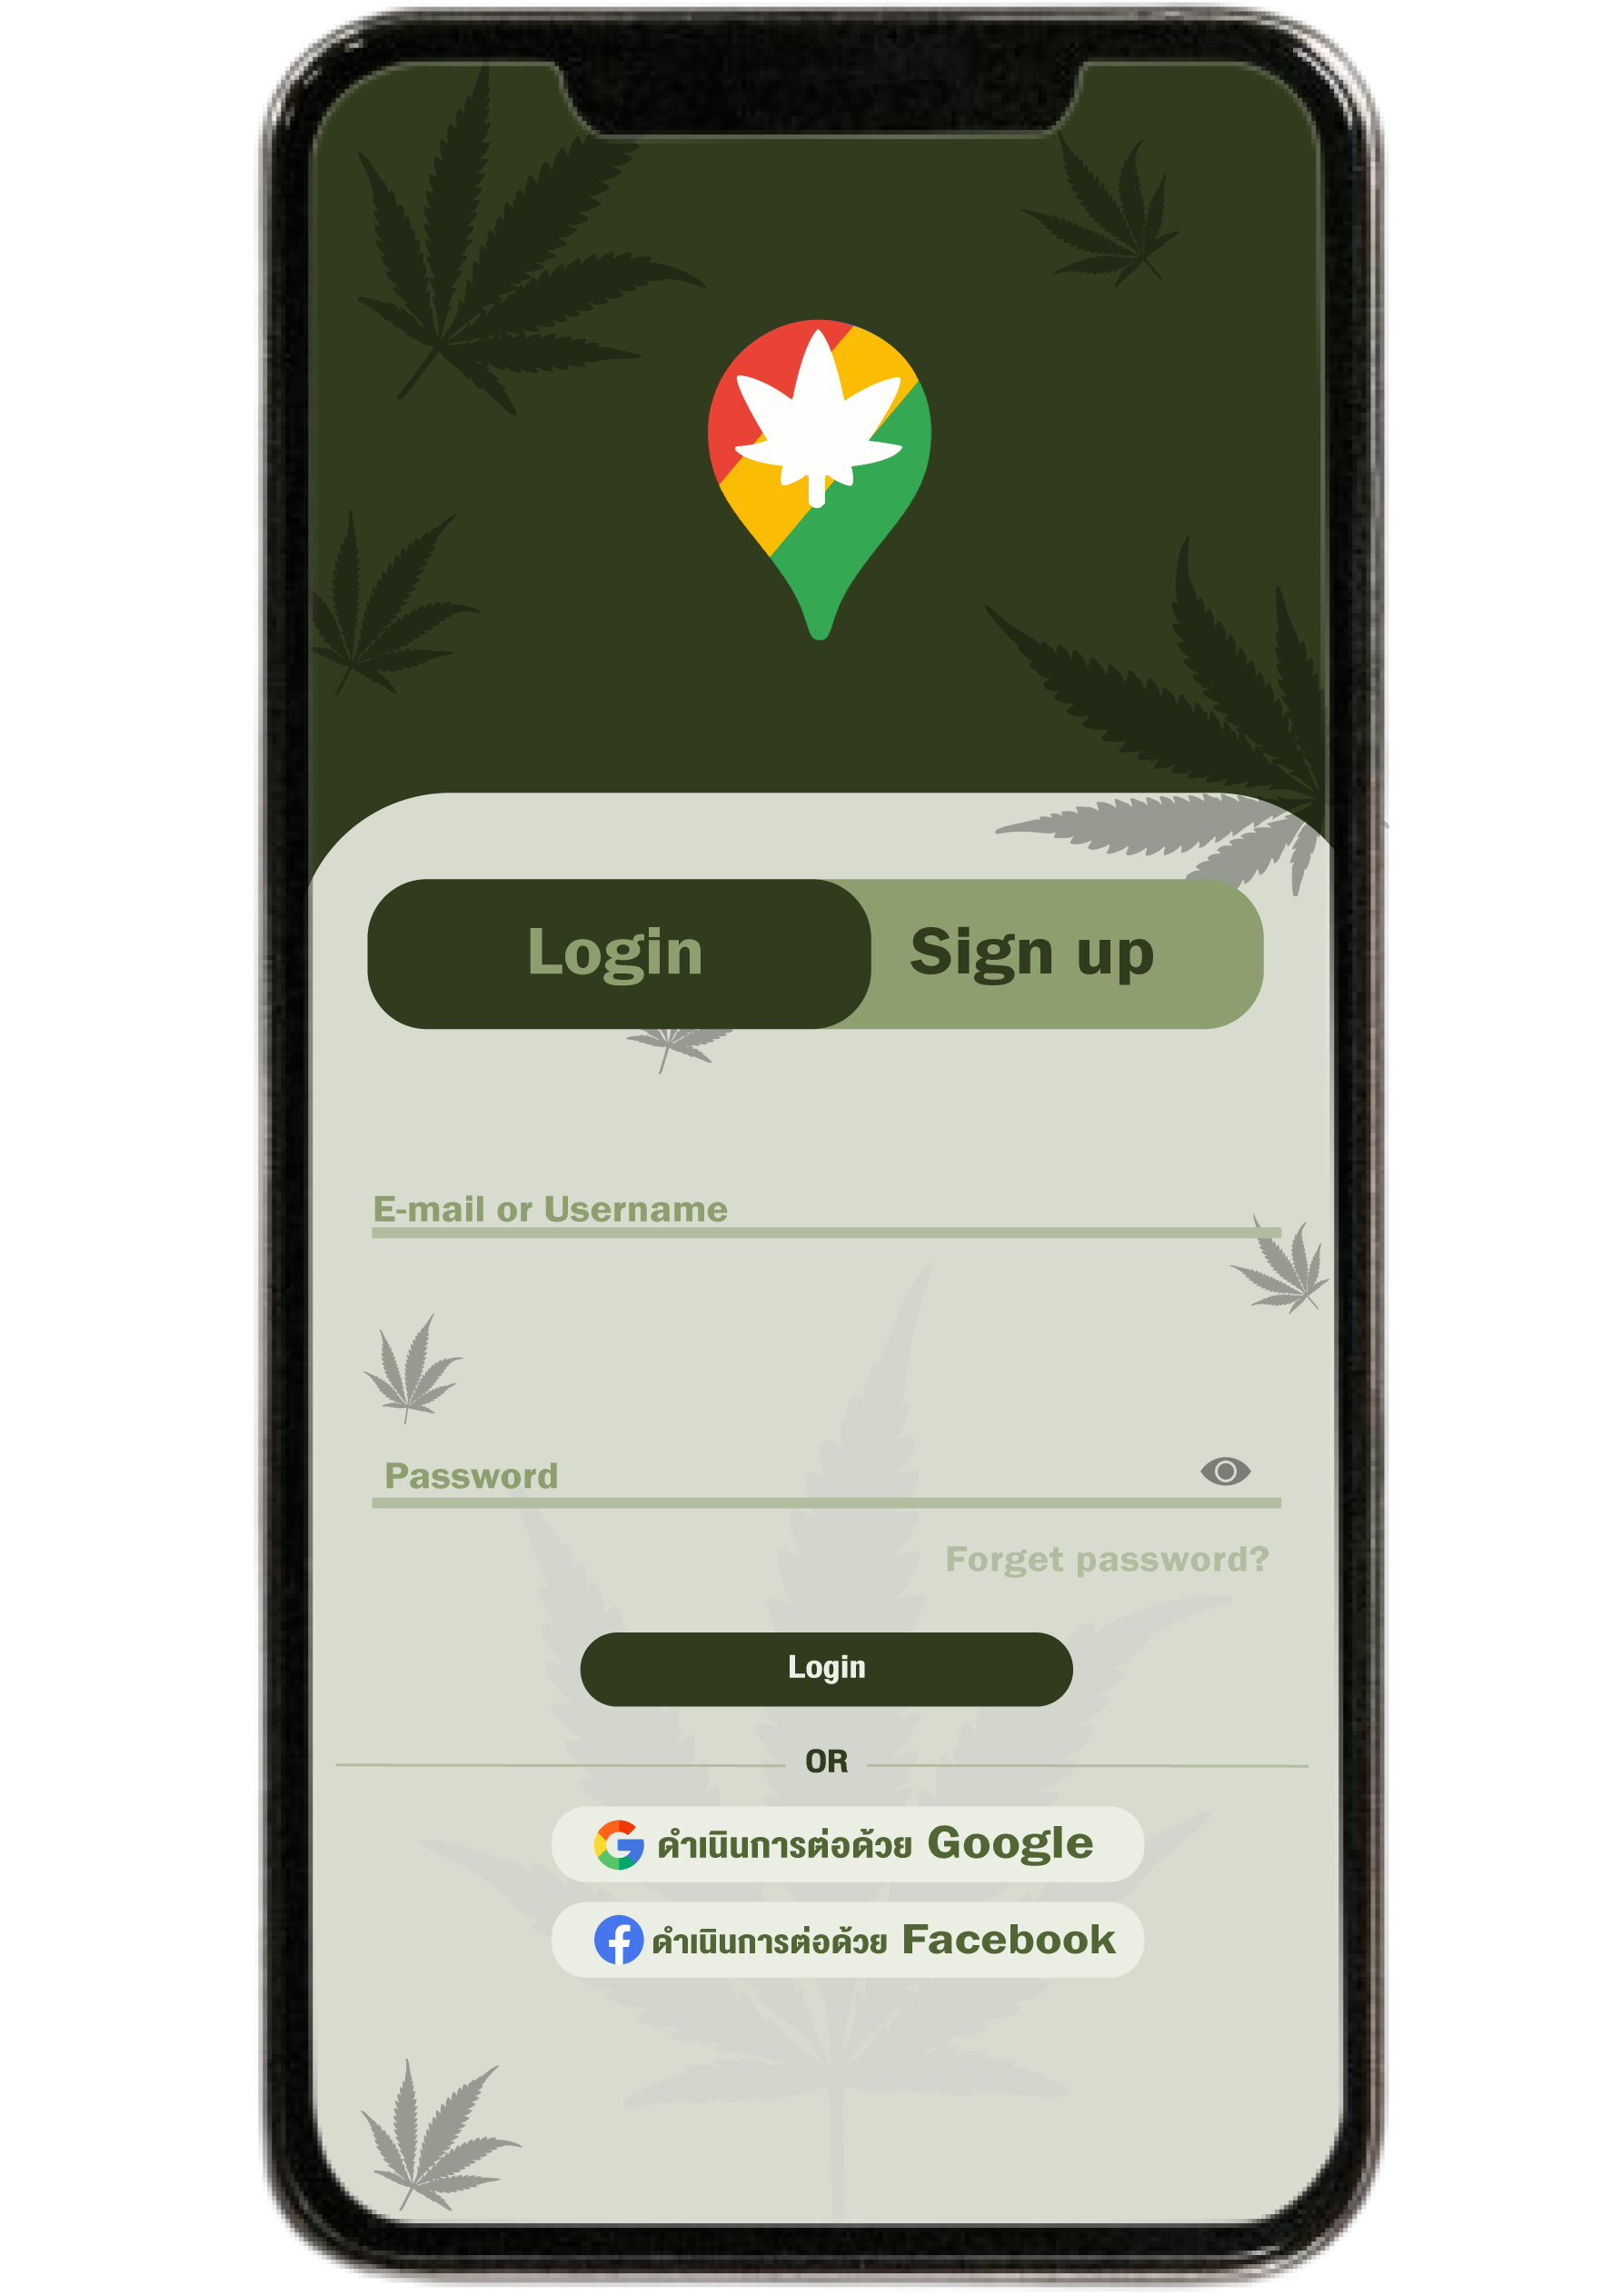 Login Sign up
E-mail or Username
Password
Forget password?
Login
OR
ดำเนินการต่อด้วย Google
ดำเนินการต่อด้วย Facebook